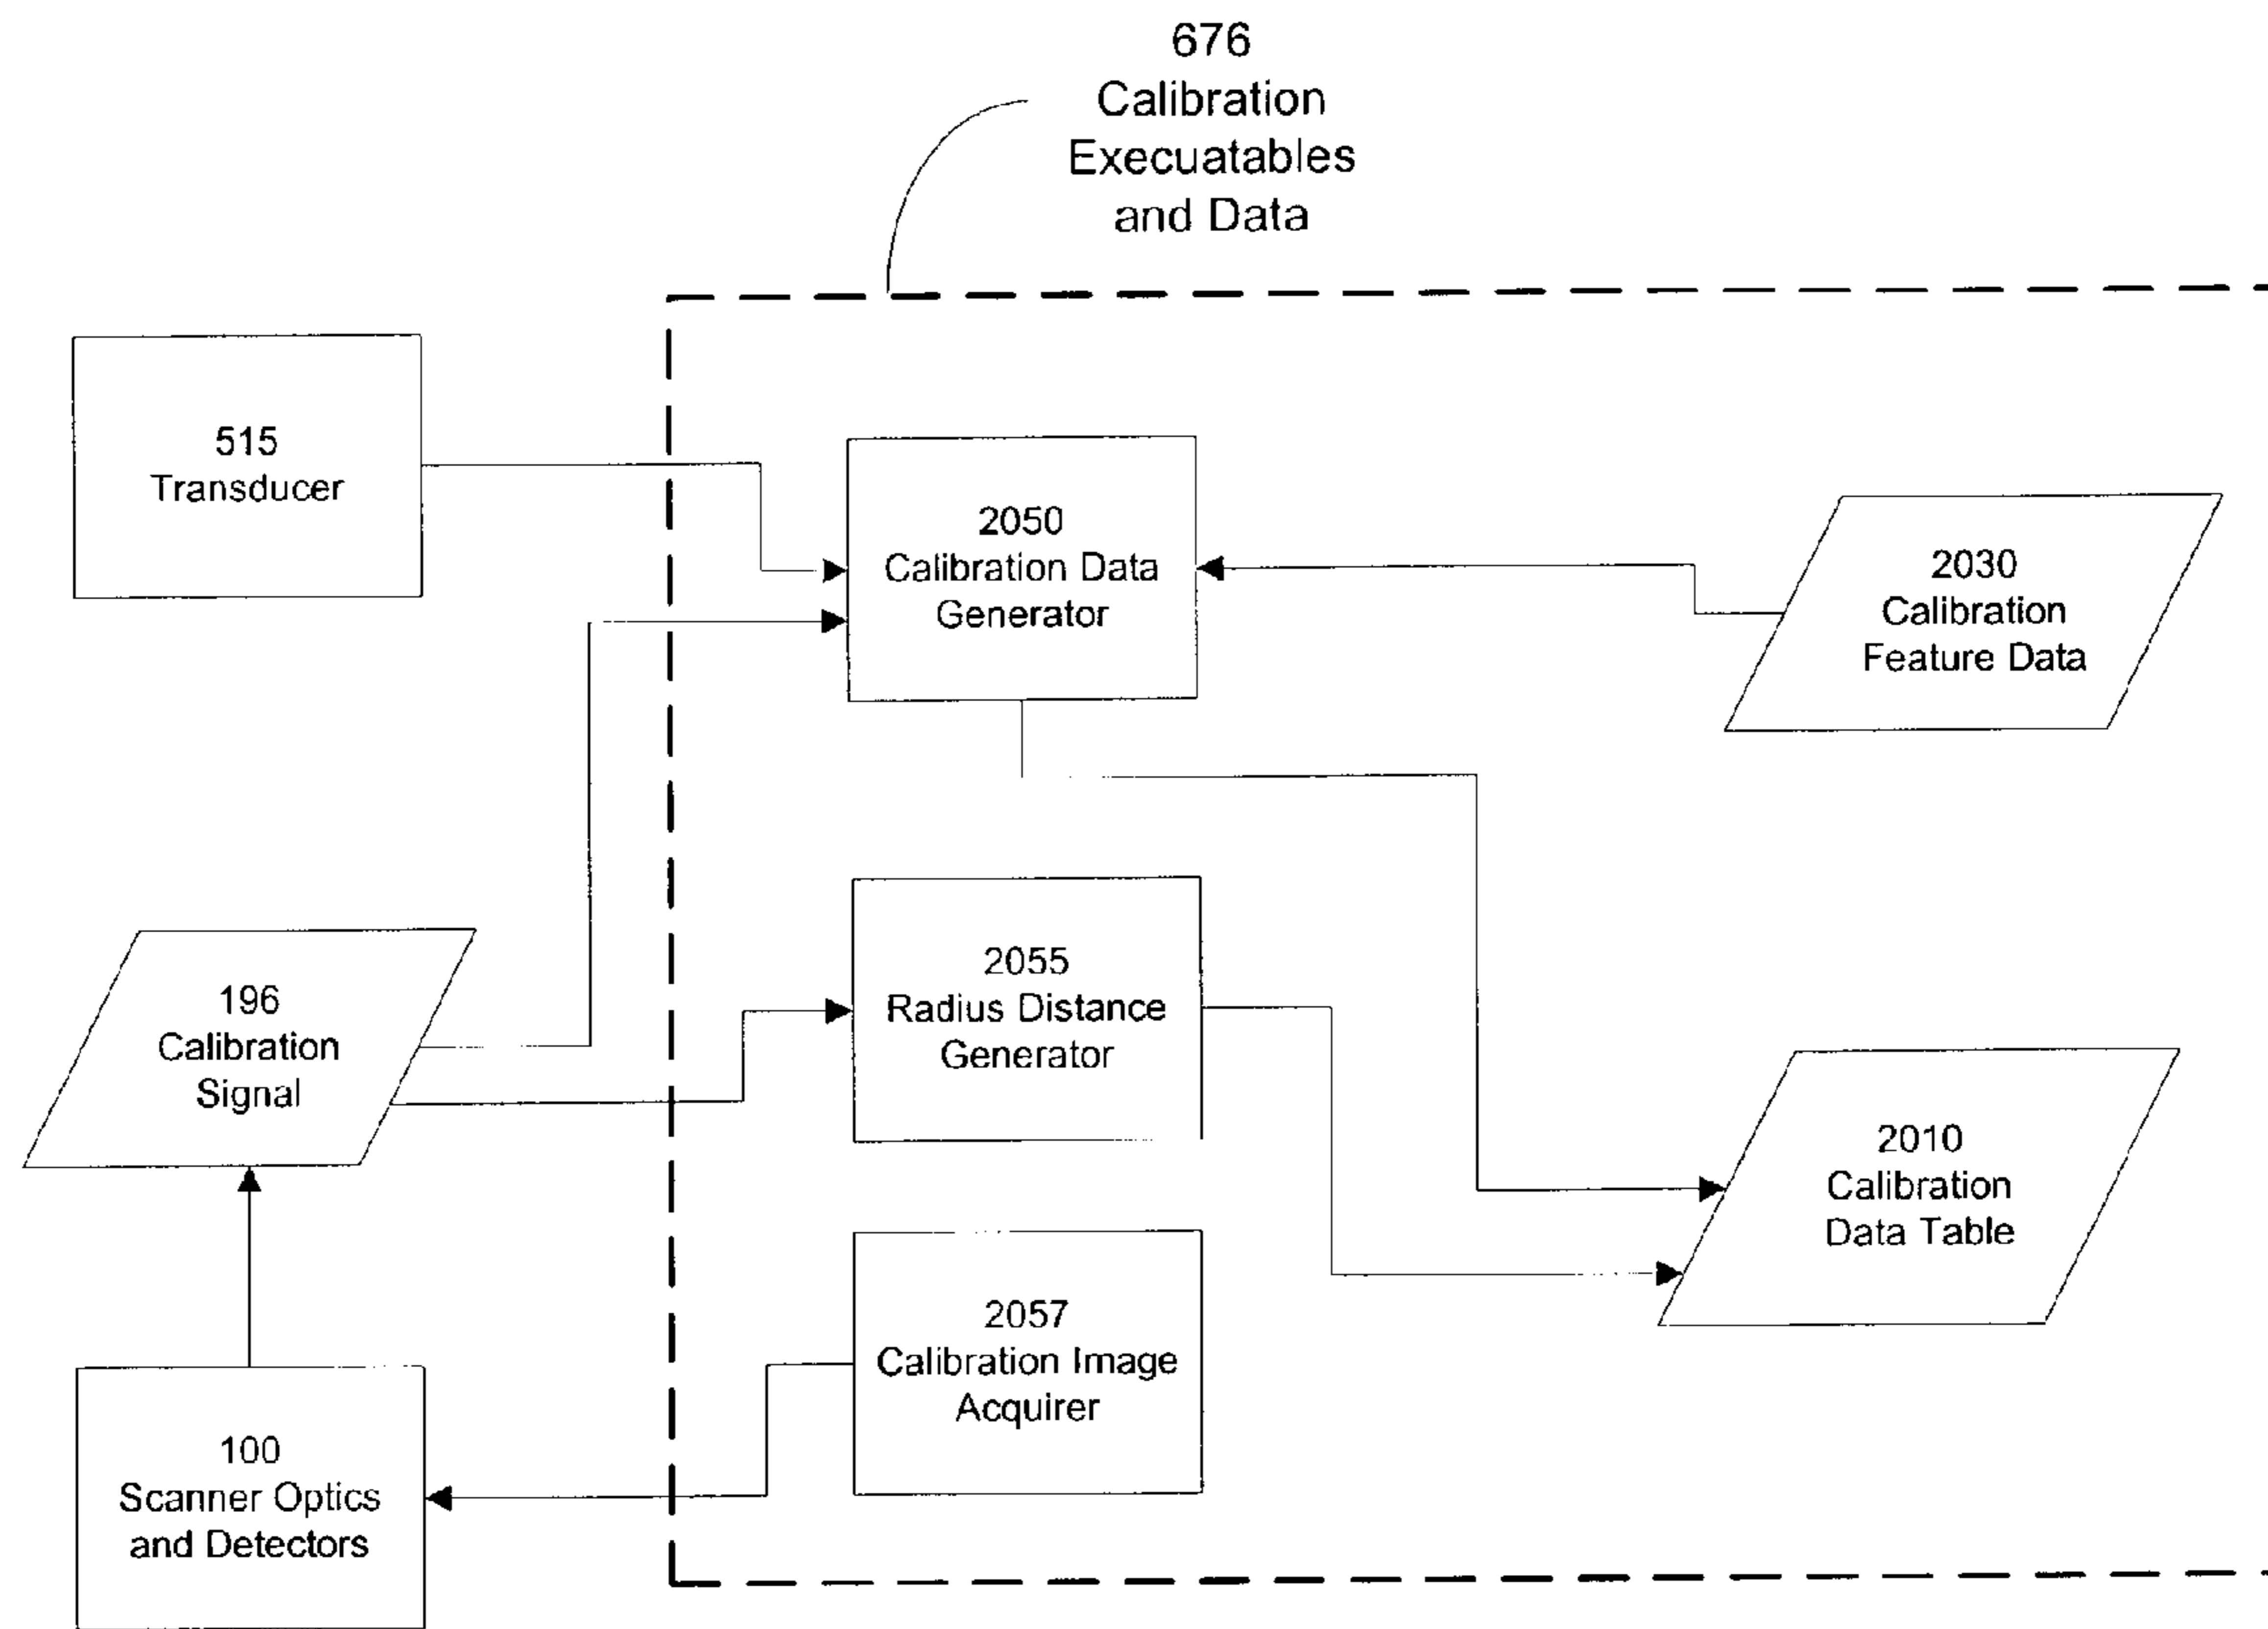 676
Calibration
Execuatables
and Data
515
Transducer
2050
Calibration Data
Generator
2030
Calibration
Feature Data
196
Calibration
Signal
2055
Radius Distance
Generator
2010
Calibration
Data Table
2057
Calibration Image
Acquirer
100
Scanner Optics
and Detectors